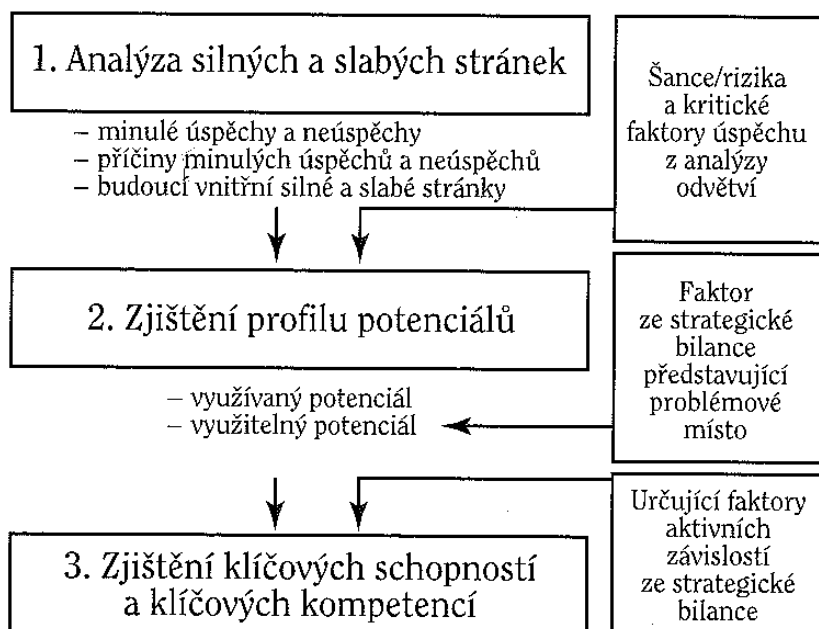 1. Analýza silných a slabých stránek
– minulé úspěchy a neúspěchy
– příčiny minulých úspěchů a neúspěchů
– budoucí vnitřní silné a slabé stránky
Šance/rizika
a kritické
faktory úspěchu
z analýzy
odvětví
2. Zjištění profilu potenciálů
– využívaný potenciál
– využitelný potenciál
Faktor
ze strategické
bilance
představující
problémové
místo
3. Zjištění klíčových schopností
a klíčových kompetencí
Určující faktory
aktivních
závislostí
ze strategické
bilance